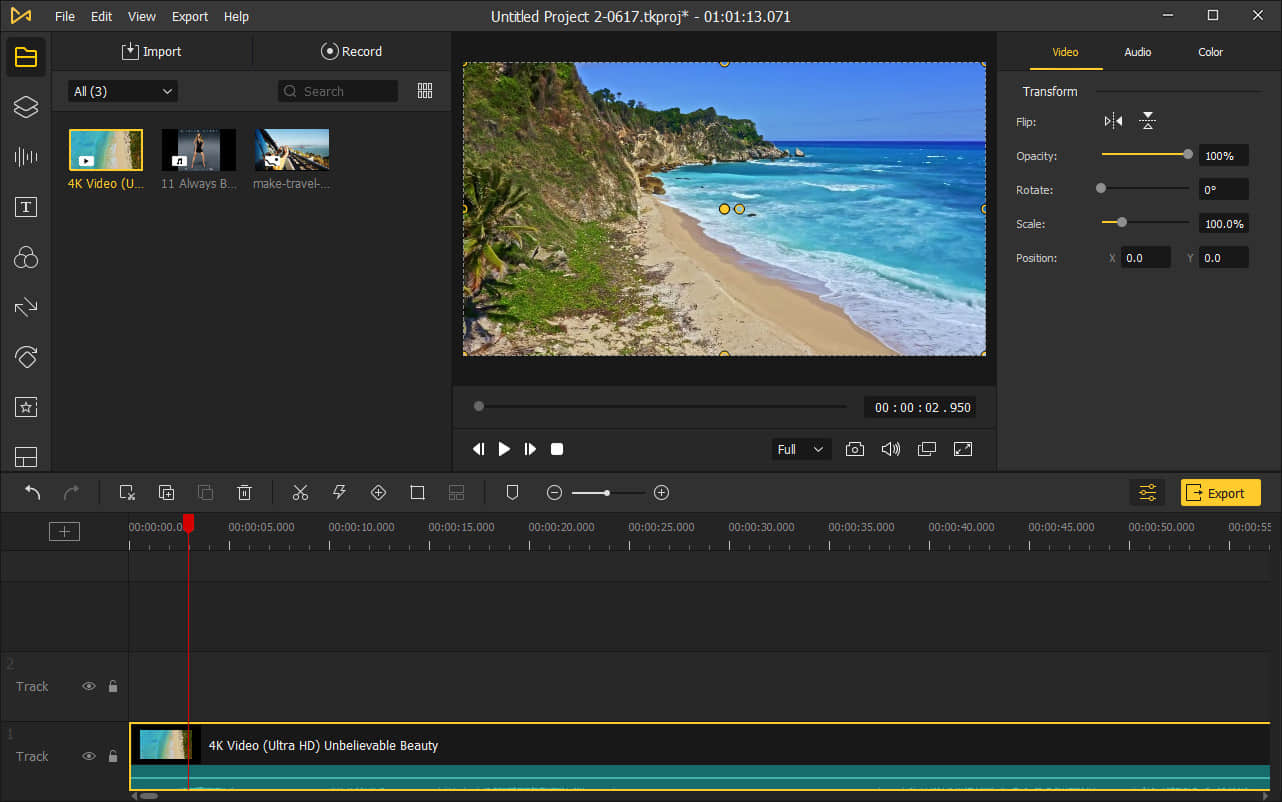 File Edit View Export Help
Untitled Project 2-0617.tkproj* - 01:01:13.071
Import
Record
All (3)
Search
4K Video (U...
11 Always B...
make-travel-...
T
00 : 00 : 02 . 950
Full
Video
Audio
Color
Transform
Flip:
Opacity:
100%
Rotate:
0°
Scale:
100.0%
Position:
X
0.0
Y
0.0
Export
00:00:00.0
00:00:05.000
00:00:10.000
00:00:15.000
00:00:20.000
00:00:25.000
00:00:30.000
00:00:35.000
00:00:40.000
00:00:45.000
00:00:50.000
00:00:55
2
Track
1
Track
4K Video (Ultra HD) Unbelievable Beauty